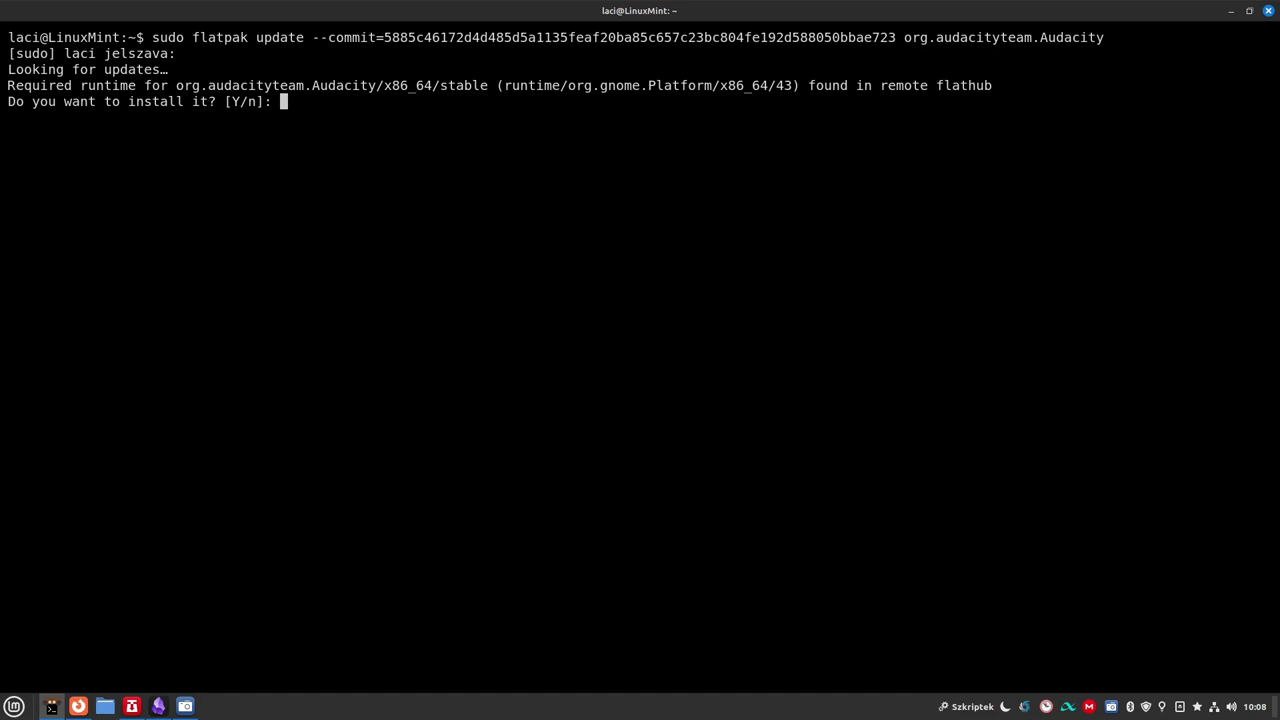 laci@LinuxMint: ~
laci@LinuxMint:~$ sudo flatpak update --commit=5885c46172d4d485d5a1135feaf20ba85c657c23bc804fe192d588050bbae723 org.audacityteam.Audacity
[sudo] laci jelszava:
Looking for updates…
Required runtime for org.audacityteam.Audacity/x86_64/stable (runtime/org.gnome.Platform/x86_64/43) found in remote flathub
Do you want to install it? [Y/n]:
Szkriptek
10:08